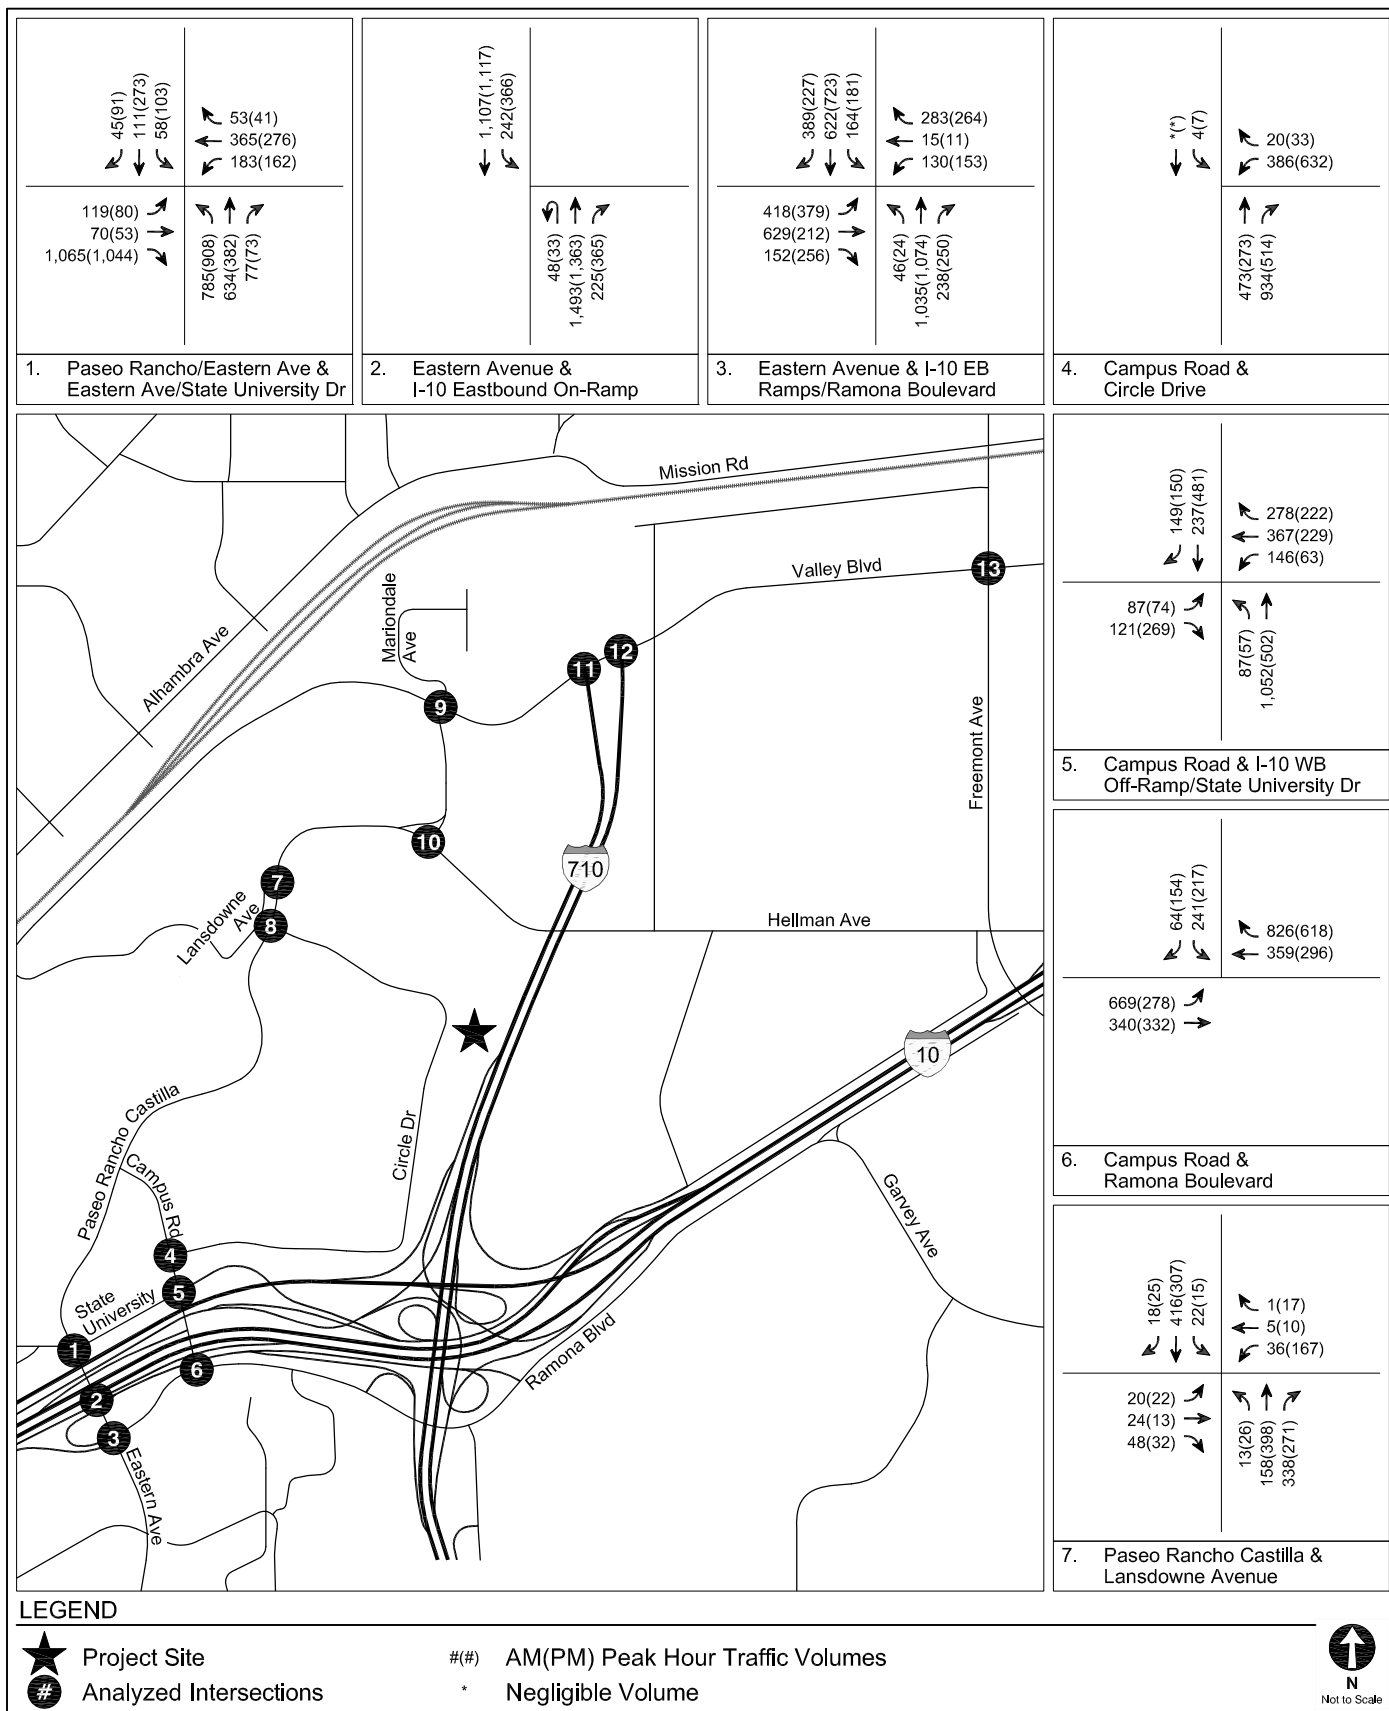 45(91)
111(273)
58(103)
53(41)
365(276)
183(162)
119(80)
70(53)
1,065(1,044)
785(908)
634(382)
77(73)
1. Paseo Rancho/Eastern Ave &
Eastern Ave/State University Dr
1,107(1,117)
242(366)
48(33)
1,493(1,363)
225(365)
2. Eastern Avenue &
I-10 Eastbound On-Ramp
389(227)
622(723)
164(181)
283(264)
15(11)
130(153)
418(379)
629(212)
152(256)
46(24)
1,035(1,074)
238(250)
3. Eastern Avenue & I-10 EB
Ramps/Ramona Boulevard
*(*)
4(7)
20(33)
386(632)
473(273)
934(514)
4. Campus Road &
Circle Drive
149(150)
237(481)
278(222)
367(229)
146(63)
87(74)
121(269)
87(57)
1,052(502)
5. Campus Road & I-10 WB
Off-Ramp/State University Dr
64(154)
241(217)
826(618)
359(296)
669(278)
340(332)
6. Campus Road &
Ramona Boulevard
18(25)
416(307)
22(15)
1(17)
5(10)
36(167)
20(22)
24(13)
48(32)
13(26)
158(398)
338(271)
7. Paseo Rancho Castilla &
Lansdowne Avenue
Mission Rd
Valley Blvd
13
Mariondale
Ave
Alhambra Ave
12
11
9
Freemont Ave
10
710
7
Lansdowne
Ave
8
Hellman Ave
10
Paseo Rancho Castilla
Circle Dr
Campus Rd
Garvey Ave
4
5
State
University
1
Ramona Blvd
6
2
3
Eastern Ave
LEGEND
Project Site
#(#) AM(PM) Peak Hour Traffic Volumes
# Analyzed Intersections
* Negligible Volume
N
Not to Scale